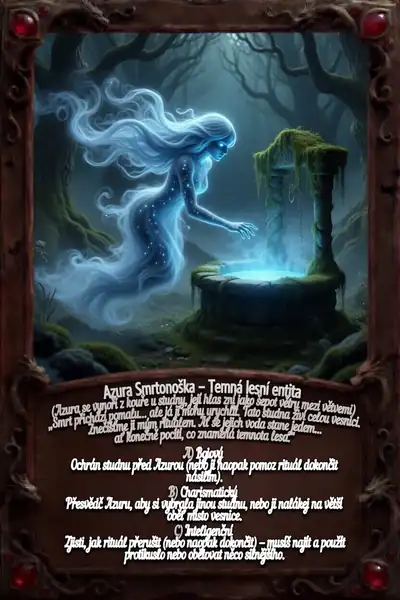 Azura Smrtonoška – Temná lesní entita
(Azura se vynoří z kouře u studny, její hlas zní jako šepot větru mezi větvemi)
„Smrt přichází pomalu... ale já ji mohu urychlit. Tato studna živí celou vesnici.
Znečistíme ji mým rituálem. Ať se jejich voda stane jedem...
ať konečně pocítí, co znamená temnota lesa."
A) Bojová
Ochraň studnu před Azurou (nebo jí naopak pomoz rituál dokončit
násilím).
B) Charismatická
Přesvědč Azuru, aby si vybrala jinou studnu, nebo ji nalákej na větší
oběť místo vesnice.
C) Inteligenční
Zjisti, jak rituál přerušit (nebo naopak dokončit) – musíš najít a použít
protikouzlo nebo obětovat něco silnějšího.